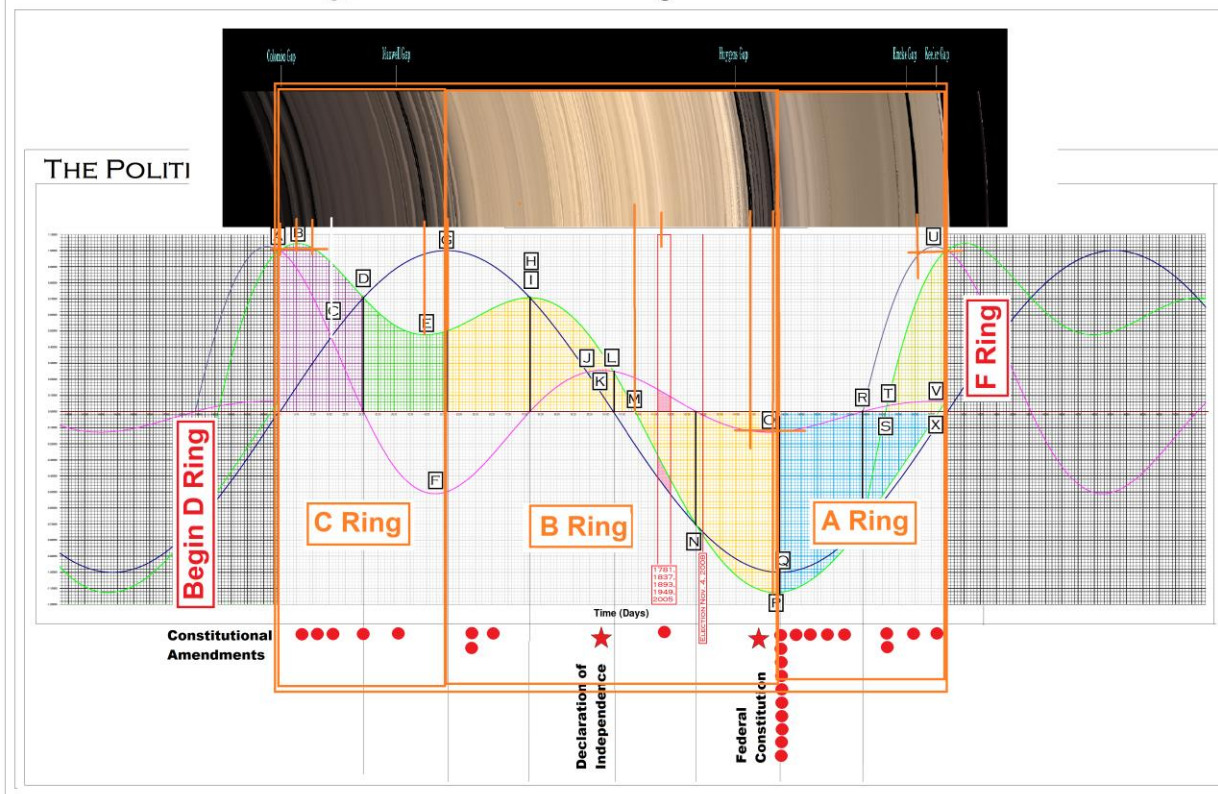 Colombo Gap
Maxwell Gap
Huygens Gap
Encke Gap
Keeler Gap
THE POLITI
A
B
C
D
E
F
G
H
I
J
K
L
M
N
O
P
Q
R
S
T
U
V
X
Begin D Ring
C Ring
B Ring
A Ring
F Ring
1781,
1837,
1893,
1949,
2005
ELECTION NOV. 4, 2008
Time (Days)
Constitutional
Amendments
Declaration of
Independence
Federal
Constitution